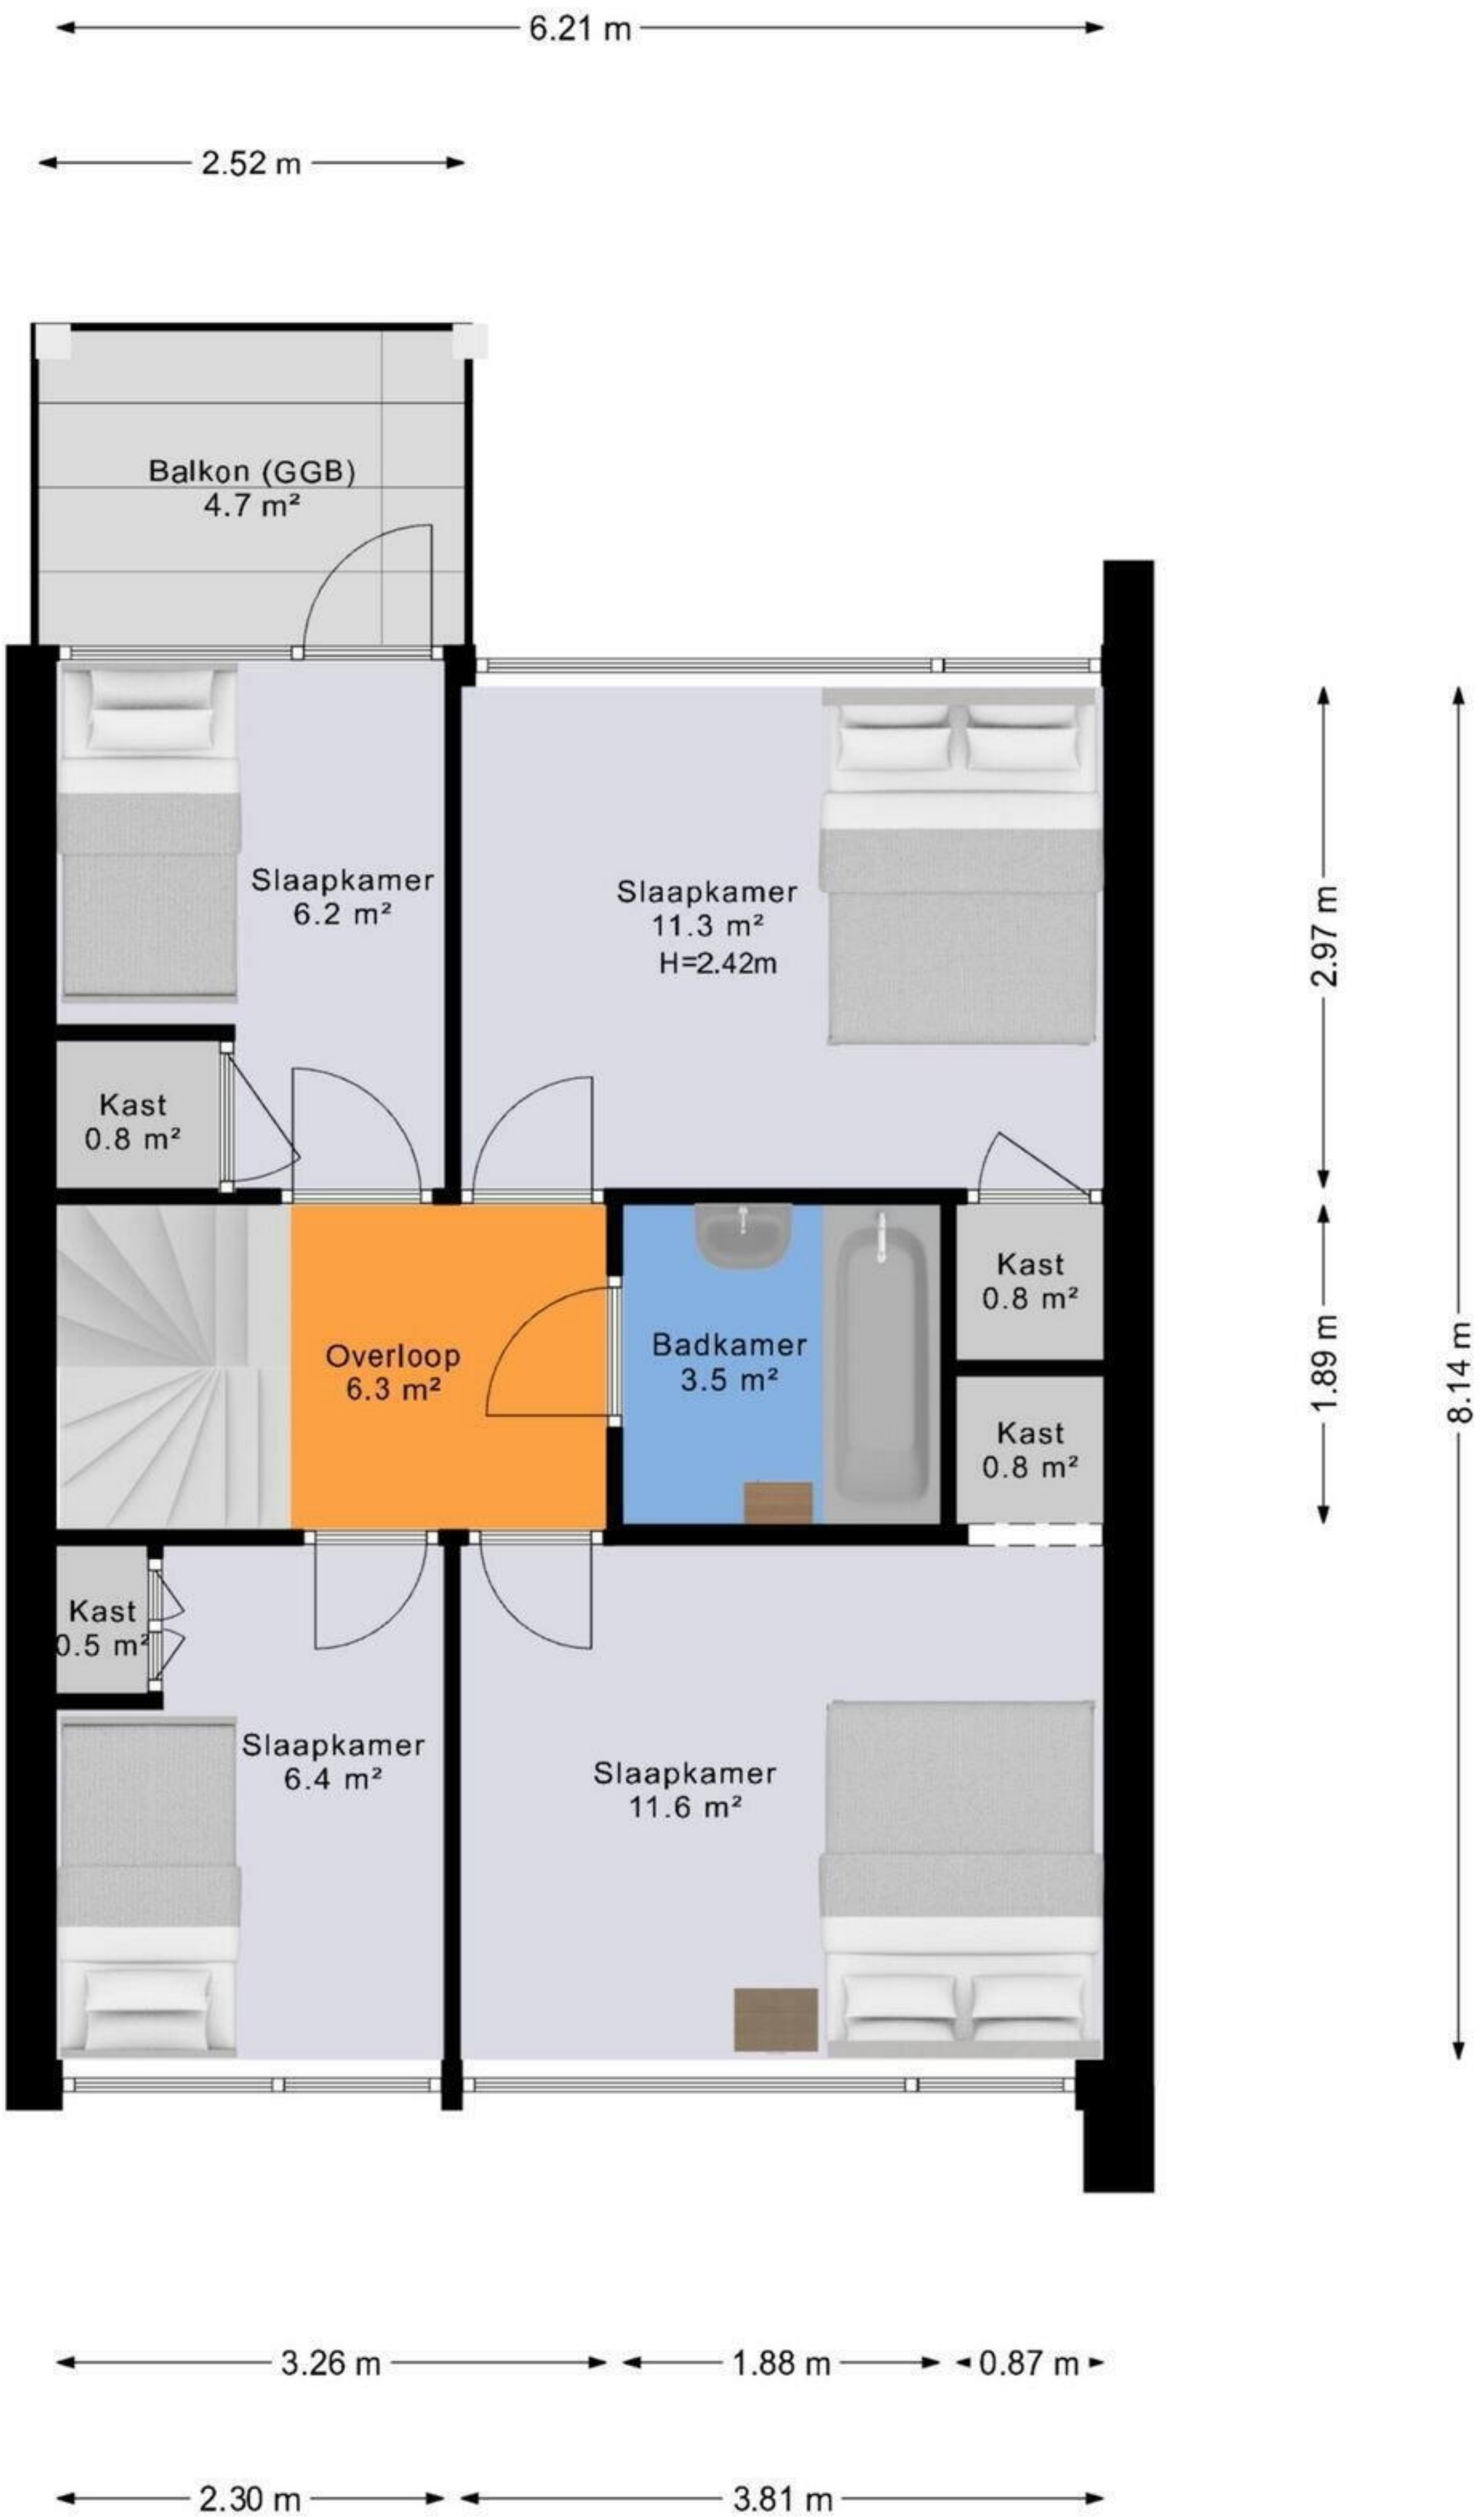 6.21 m
2.52 m
Balkon (GGB)
4.7 m²
Slaapkamer
6.2 m²
Slaapkamer
11.3 m²
H=2.42m
2.97 m
Kast
0.8 m²
Kast
0.8 m²
Overloop
6.3 m²
Badkamer
3.5 m²
1.89 m
8.14 m
Kast
0.8 m²
Kast
0.5 m²
Slaapkamer
6.4 m²
Slaapkamer
11.6 m²
3.26 m
1.88 m
0.87 m
2.30 m
3.81 m